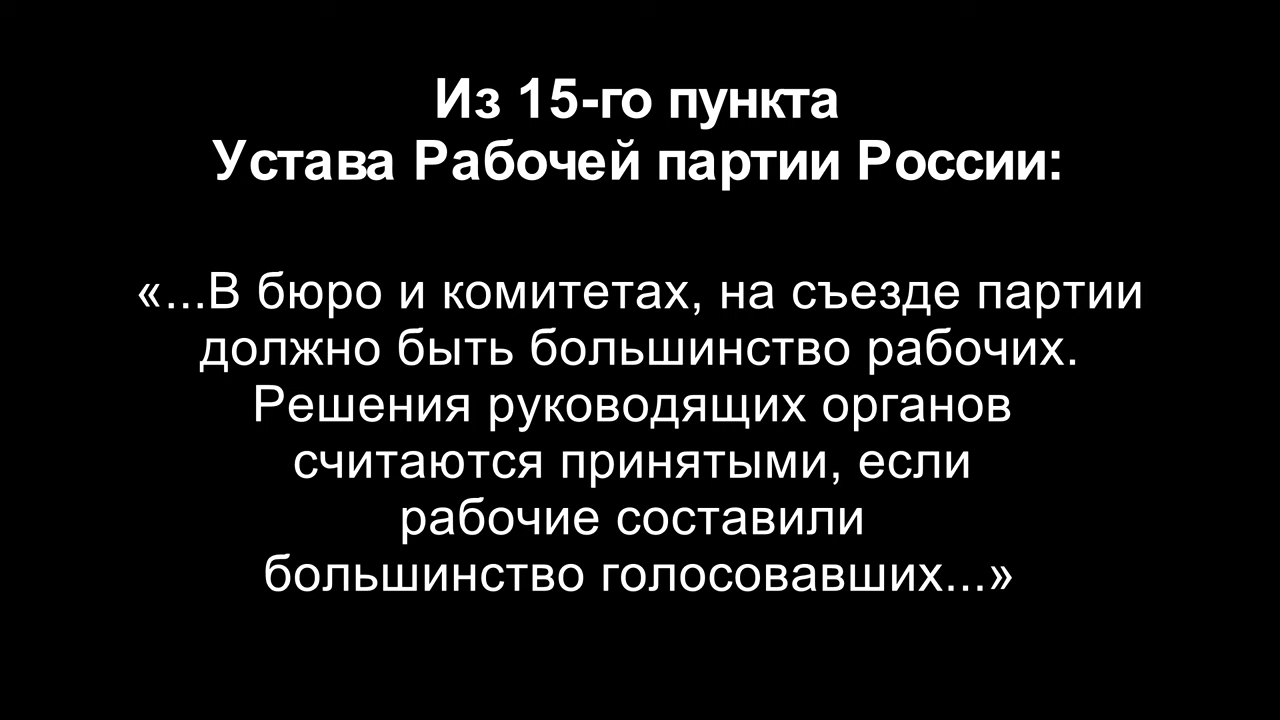 Из 15-го пункта
Устава Рабочей партии России:
«...В бюро и комитетах, на съезде партии
должно быть большинство рабочих.
Решения руководящих органов
считаются принятыми, если
рабочие составили
большинство голосовавших...»